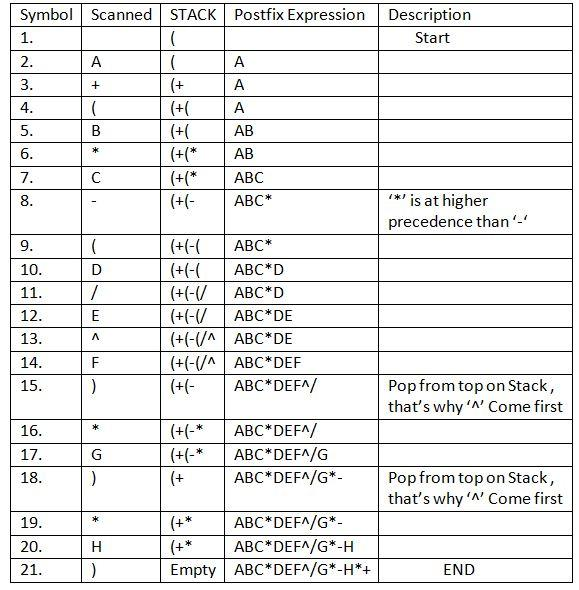 Symbol Scanned STACK Postfix Expression Description
1. ( Start
2. A ( A
3. + (+ A
4. ( (+( A
5. B (+( AB
6. * (+(* AB
7. C (+(* ABC
8. - (+(- ABC* ‘*’ is at higher
precedence than ‘-‘
9. ( (+(-( ABC*
10. D (+(-( ABC*D
11. / (+(-(/ ABC*D
12. E (+(-(/ ABC*DE
13. ^ (+(-(/^ ABC*DE
14. F (+(-(/^ ABC*DEF
15. ) (+(- ABC*DEF^/ Pop from top on Stack ,
that’s why ‘^’ Come first
16. * (+(-* ABC*DEF^/
17. G (+(-* ABC*DEF^/G
18. ) (+ ABC*DEF^/G*- Pop from top on Stack ,
that’s why ‘^’ Come first
19. * (+* ABC*DEF^/G*-
20. H (+* ABC*DEF^/G*-H
21. ) Empty ABC*DEF^/G*-H*+ END